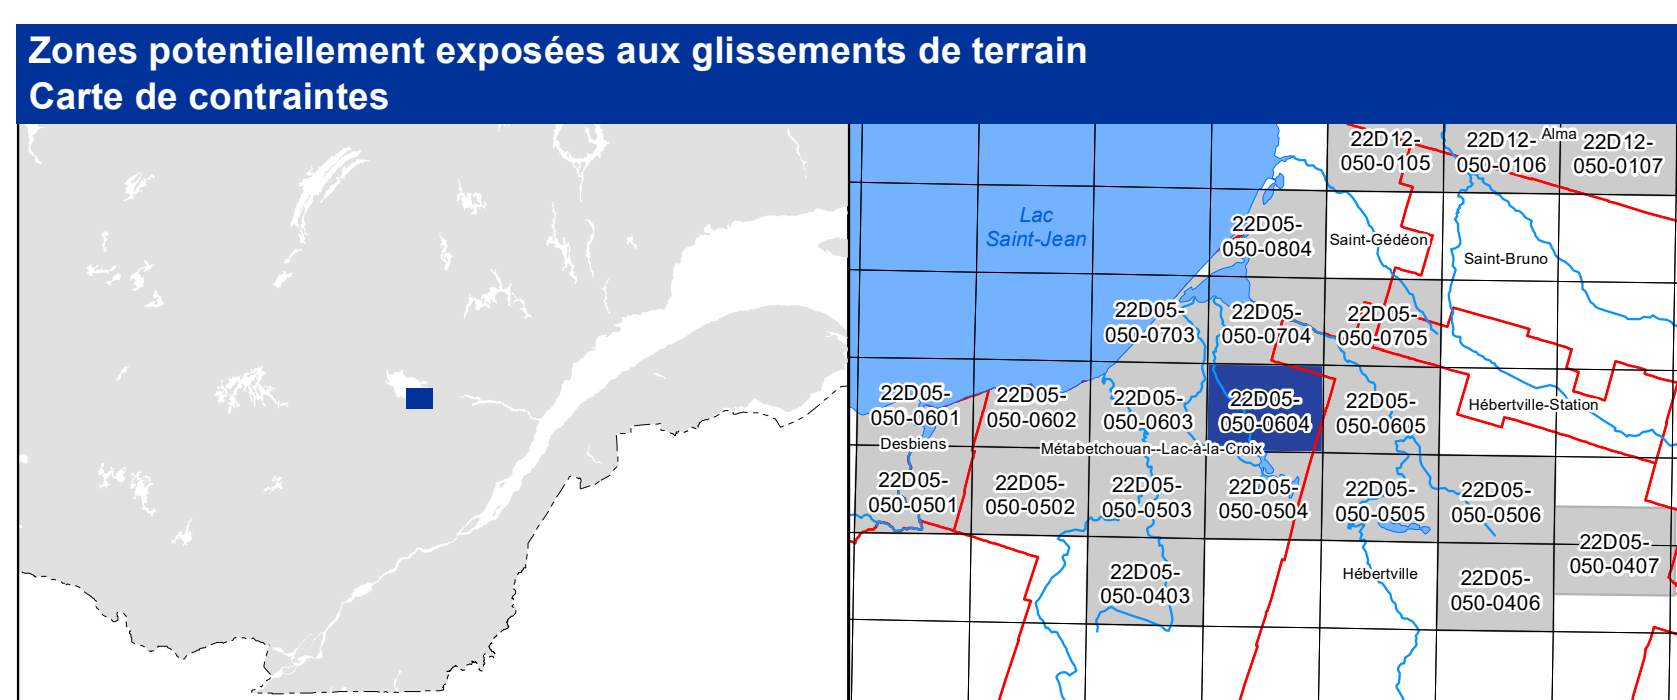 Zones potentiellement exposées aux glissements de terrain
Carte de contraintes
22D12-
050-0105
22D12-
050-0106
Alma
22D12-
050-0107
Lac
Saint-Jean
22D05-
050-0804
Saint-Gédéon
Saint-Bruno
22D05-
050-0703
22D05-
050-0704
22D05-
050-0705
22D05-
050-0601
22D05-
050-0602
22D05-
050-0603
22D05-
050-0604
22D05-
050-0605
Hébertville-Station
Desbiens
Métabetchouan--Lac-à-la-Croix
22D05-
050-0501
22D05-
050-0502
22D05-
050-0503
22D05-
050-0504
22D05-
050-0505
22D05-
050-0506
22D05-
050-0407
22D05-
050-0403
Hébertville
22D05-
050-0406